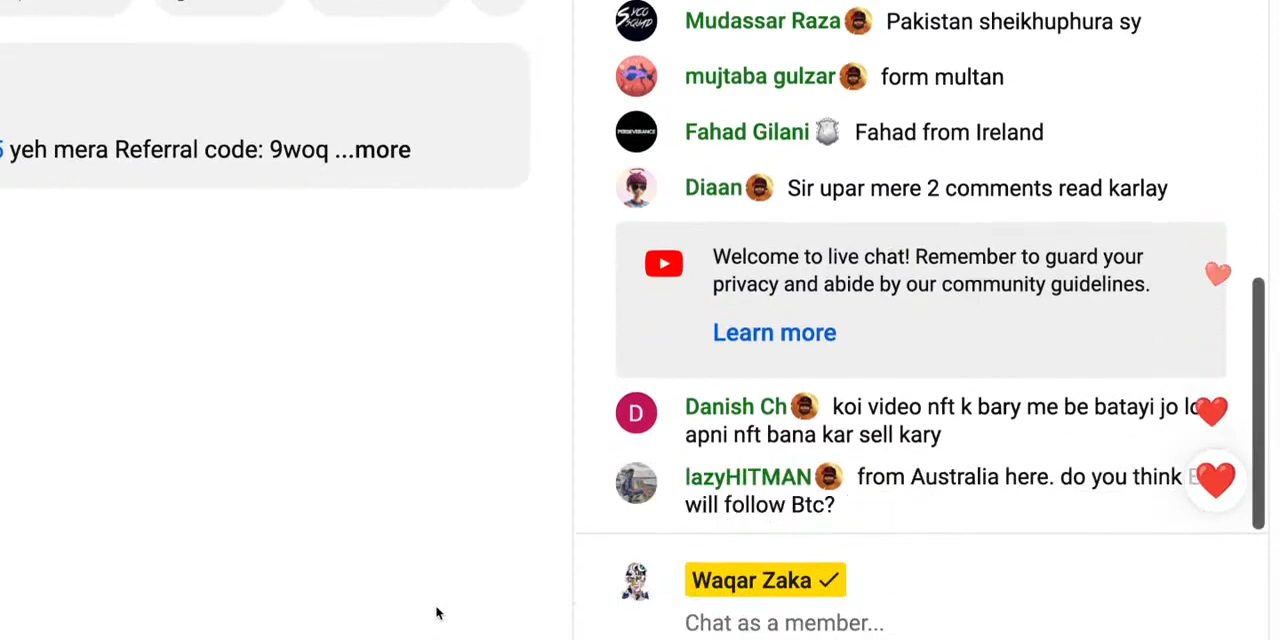 Mudassar Raza Pakistan sheikhuphura sy
mujtaba gulzar form multan
PERSEVERANCE
Fahad Gilani Fahad from Ireland
yeh mera Referral code: 9woq ...more
Diaan Sir upar mere 2 comments read karlay
Welcome to live chat! Remember to guard your
privacy and abide by our community guidelines.
Learn more
D
Danish Ch koi video nft k bary me be batayi jo
apni nft bana kar sell kary
lazyHITMAN from Australia here. do you think
will follow Btc?
Waqar Zaka
Chat as a member...